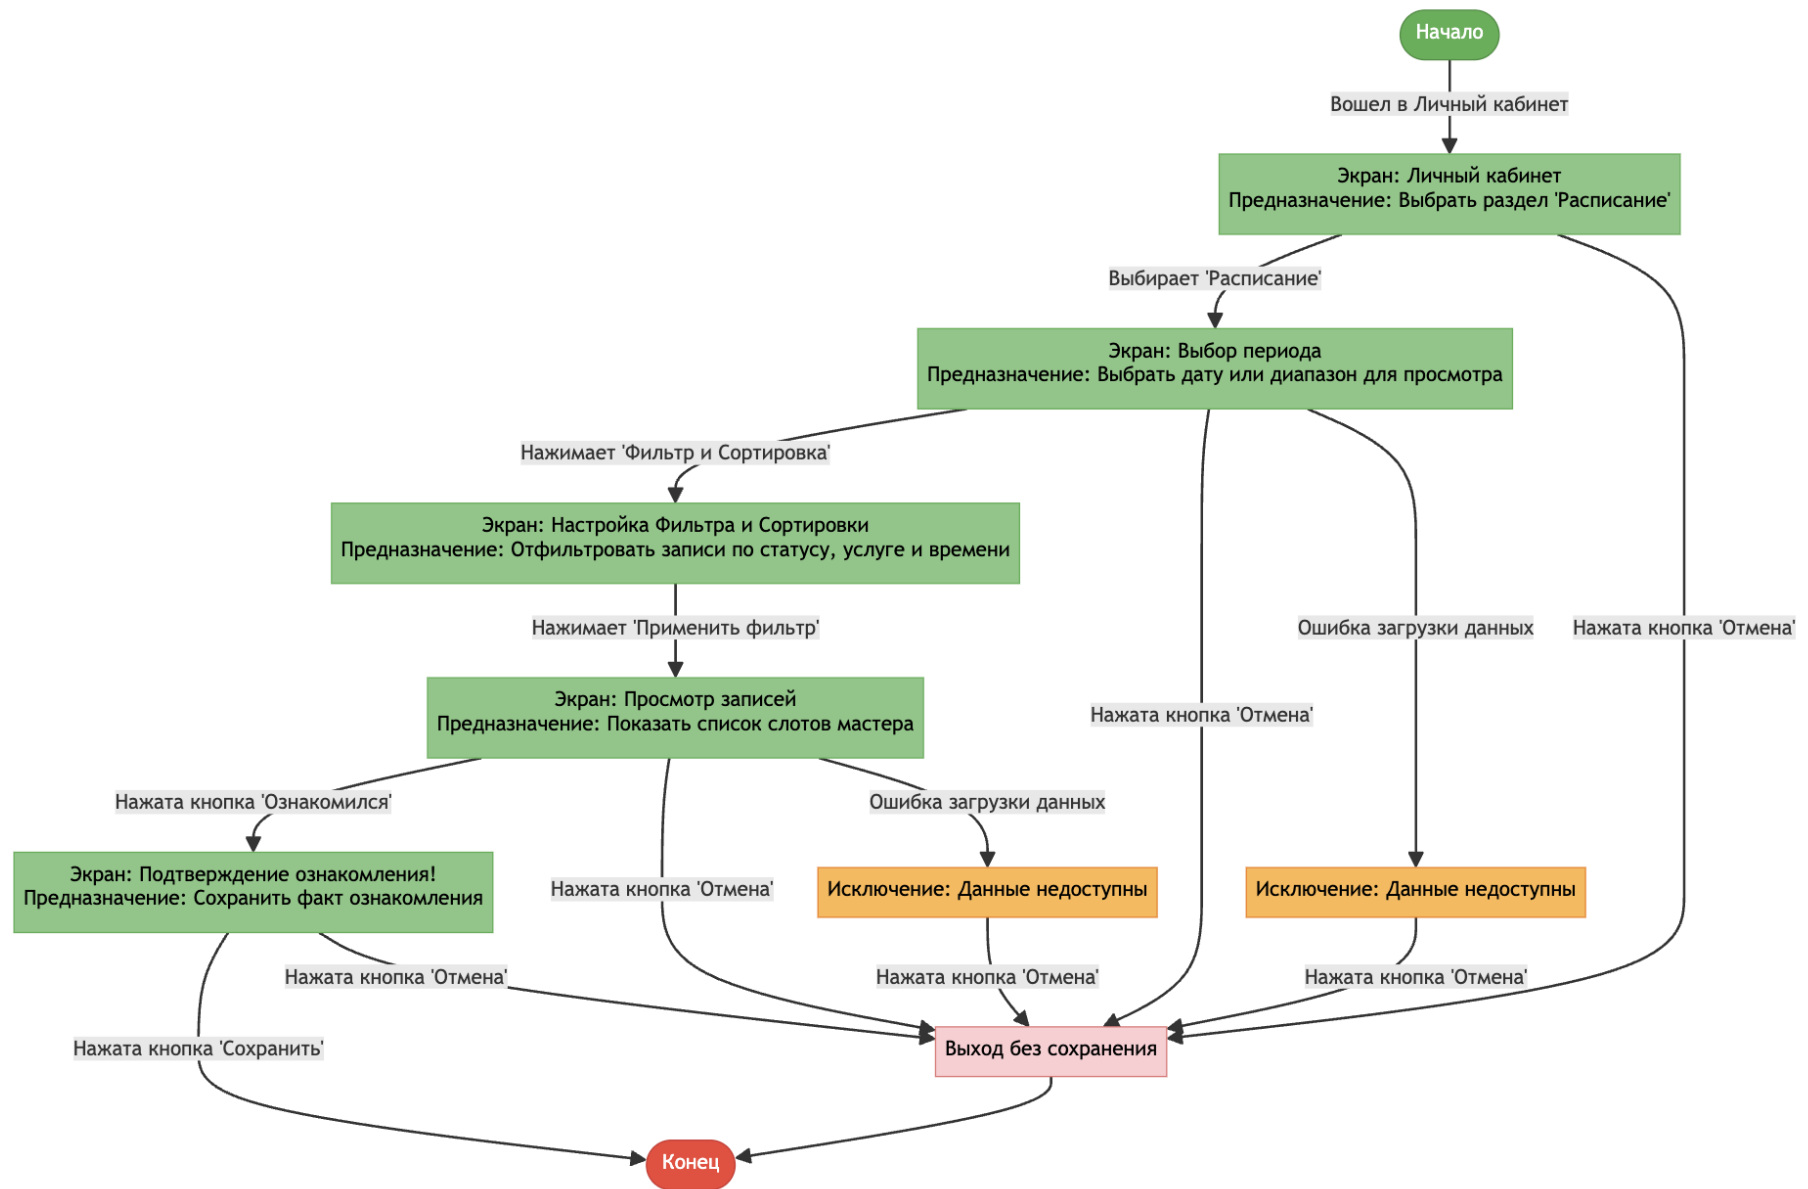 Начало
Вошел в Личный кабинет
Экран: Личный кабинет
Предназначение: Выбрать раздел 'Расписание'
Выбирает 'Расписание'
Экран: Выбор периода
Предназначение: Выбрать дату или диапазон для просмотра
Нажимает 'Фильтр и Сортировка'
Экран: Настройка Фильтра и Сортировки
Предназначение: Отфильтровать записи по статусу, услуге и времени
Нажимает 'Применить фильтр'
Ошибка загрузки данных
Нажата кнопка 'Отмена'
Экран: Просмотр записей
Предназначение: Показать список слотов мастера
Нажата кнопка 'Отмена'
Нажата кнопка 'Ознакомился'
Ошибка загрузки данных
Экран: Подтверждение ознакомления!
Предназначение: Сохранить факт ознакомления
Нажата кнопка 'Отмена'
Исключение: Данные недоступны
Исключение: Данные недоступны
Нажата кнопка 'Отмена'
Нажата кнопка 'Отмена'
Нажата кнопка 'Отмена'
Нажата кнопка 'Сохранить'
Выход без сохранения
Конец